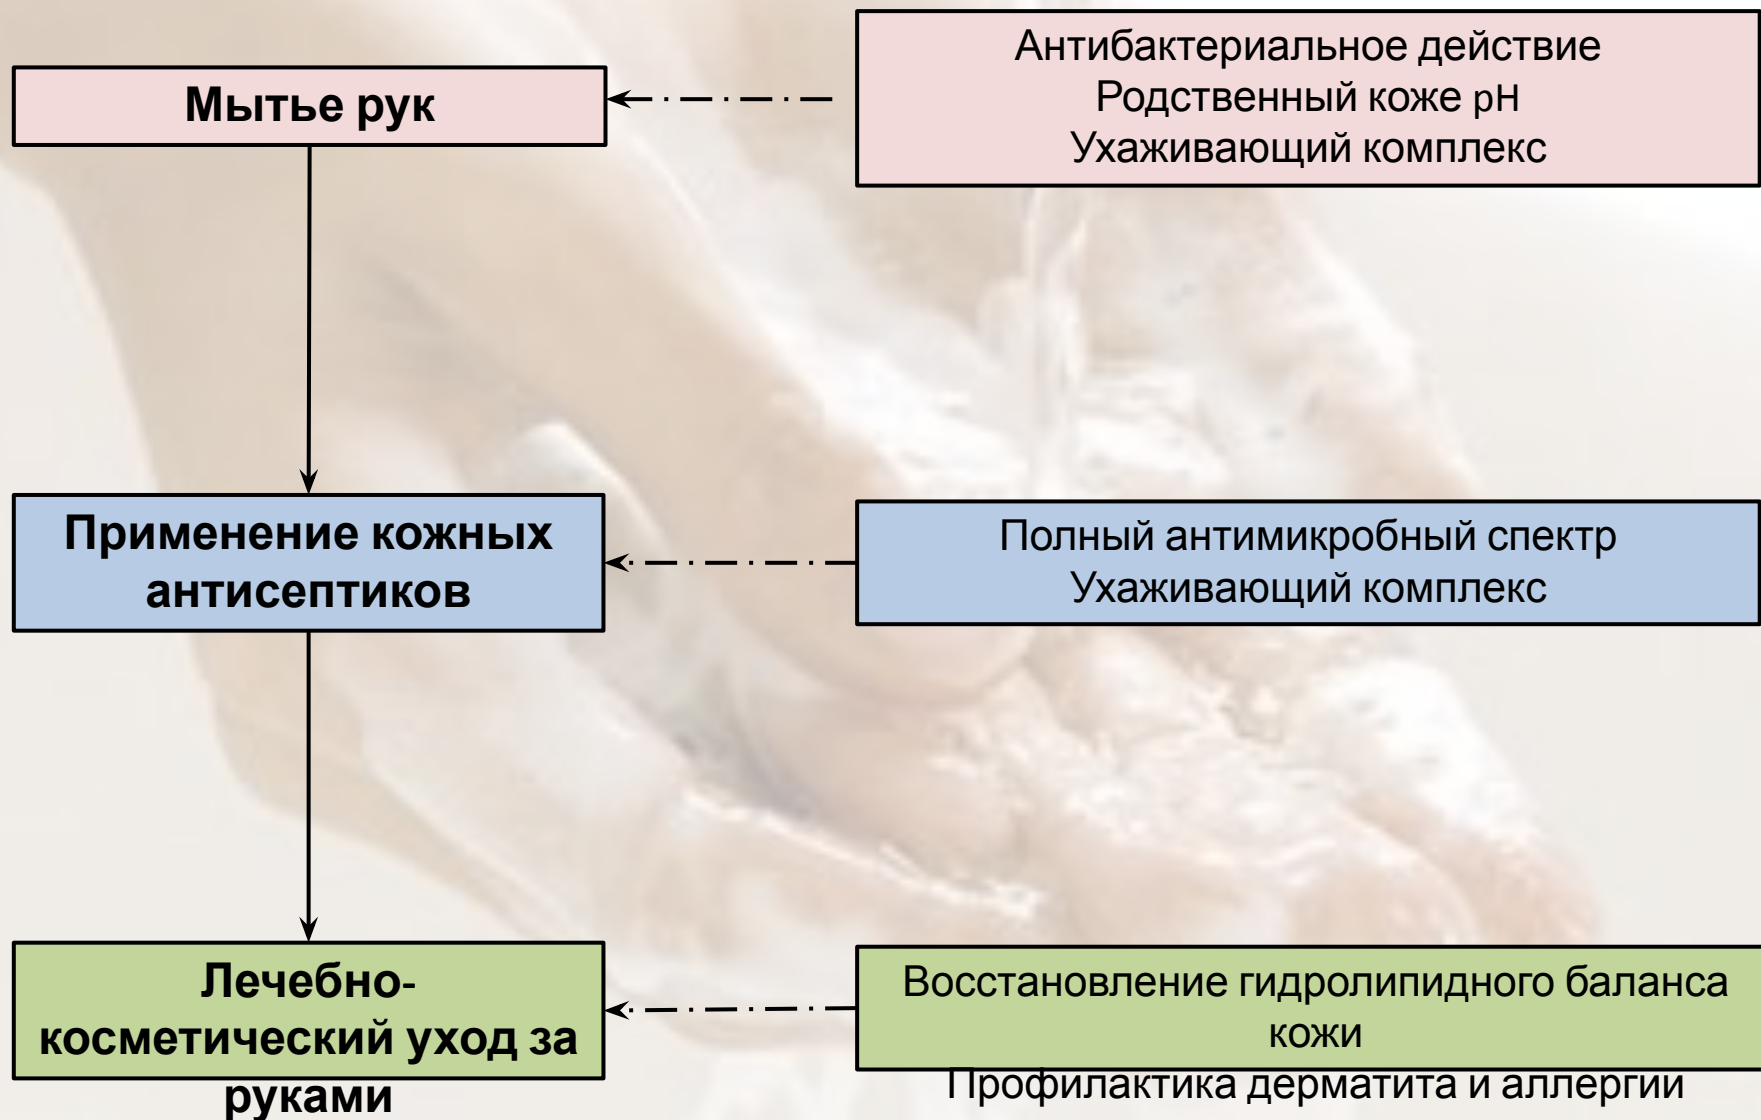 Мытье рук
Антибактериальное действие
Родственный коже pH
Ухаживающий комплекс
Применение кожных
антисептиков
Полный антимикробный спектр
Ухаживающий комплекс
Лечебно-
косметический уход за
руками
Восстановление гидролипидного баланса
кожи
Профилактика дерматита и аллергии